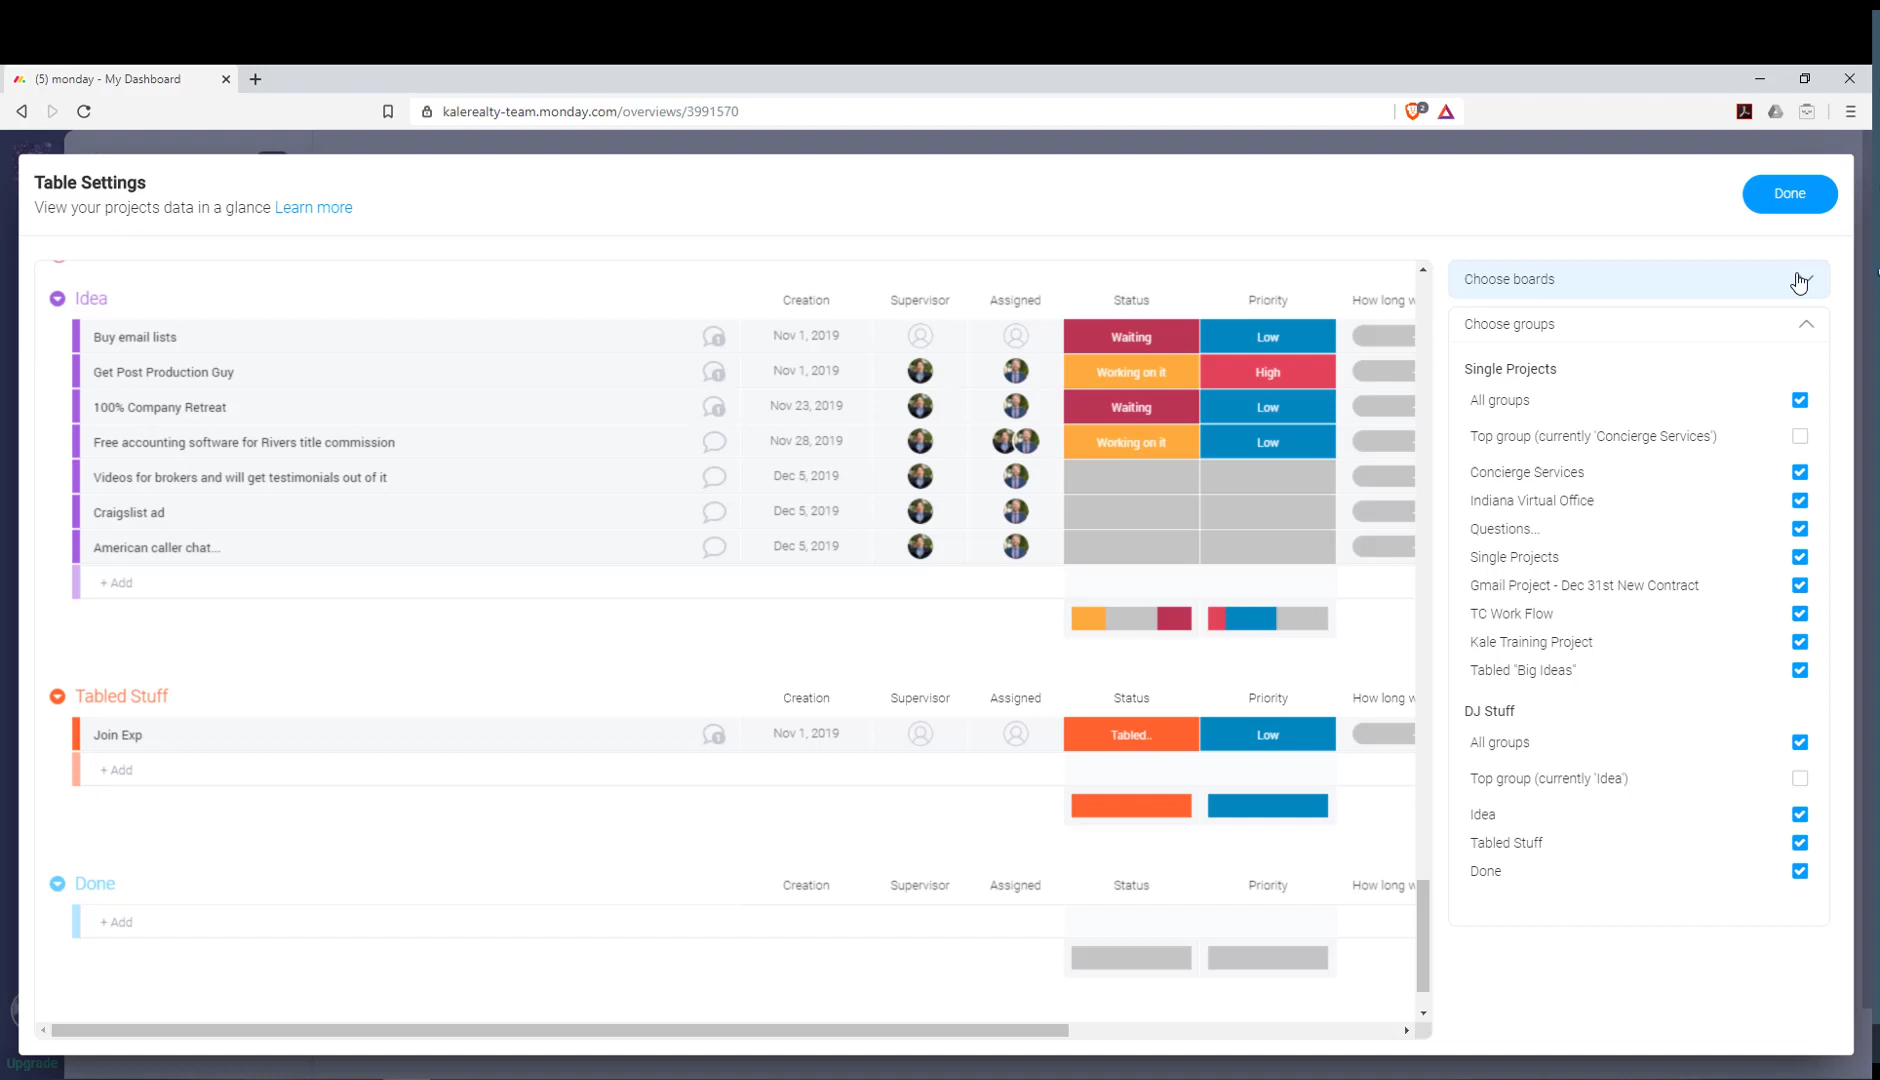 (5) monday - My Dashboard
kalerealty-team.monday.com/overviews/3991570
2
Table Settings
View your projects data in a glance Learn more
Done
Choose boards
Idea Creation Supervisor Assigned Status Priority How long w
Buy email lists 1 Nov 1, 2019 Waiting Low
Get Post Production Guy 1 Nov 1, 2019 Working on it High
100% Company Retreat 1 Nov 23, 2019 Waiting Low
Free accounting software for Rivers title commission Nov 28, 2019 Working on it Low
Videos for brokers and will get testimonials out of it Dec 5, 2019
Craigslist ad Dec 5, 2019
American caller chat... Dec 5, 2019
+ Add
Tabled Stuff Creation Supervisor Assigned Status Priority How long w
Join Exp 1 Nov 1, 2019 Tabled.. Low
+ Add
Done Creation Supervisor Assigned Status Priority How long w
+ Add
Choose groups
Single Projects
All groups
Top group (currently 'Concierge Services')
Concierge Services
Indiana Virtual Office
Questions...
Single Projects
Gmail Project - Dec 31st New Contract
TC Work Flow
Kale Training Project
Tabled "Big Ideas"
DJ Stuff
All groups
Top group (currently 'Idea')
Idea
Tabled Stuff
Done
Upgrade